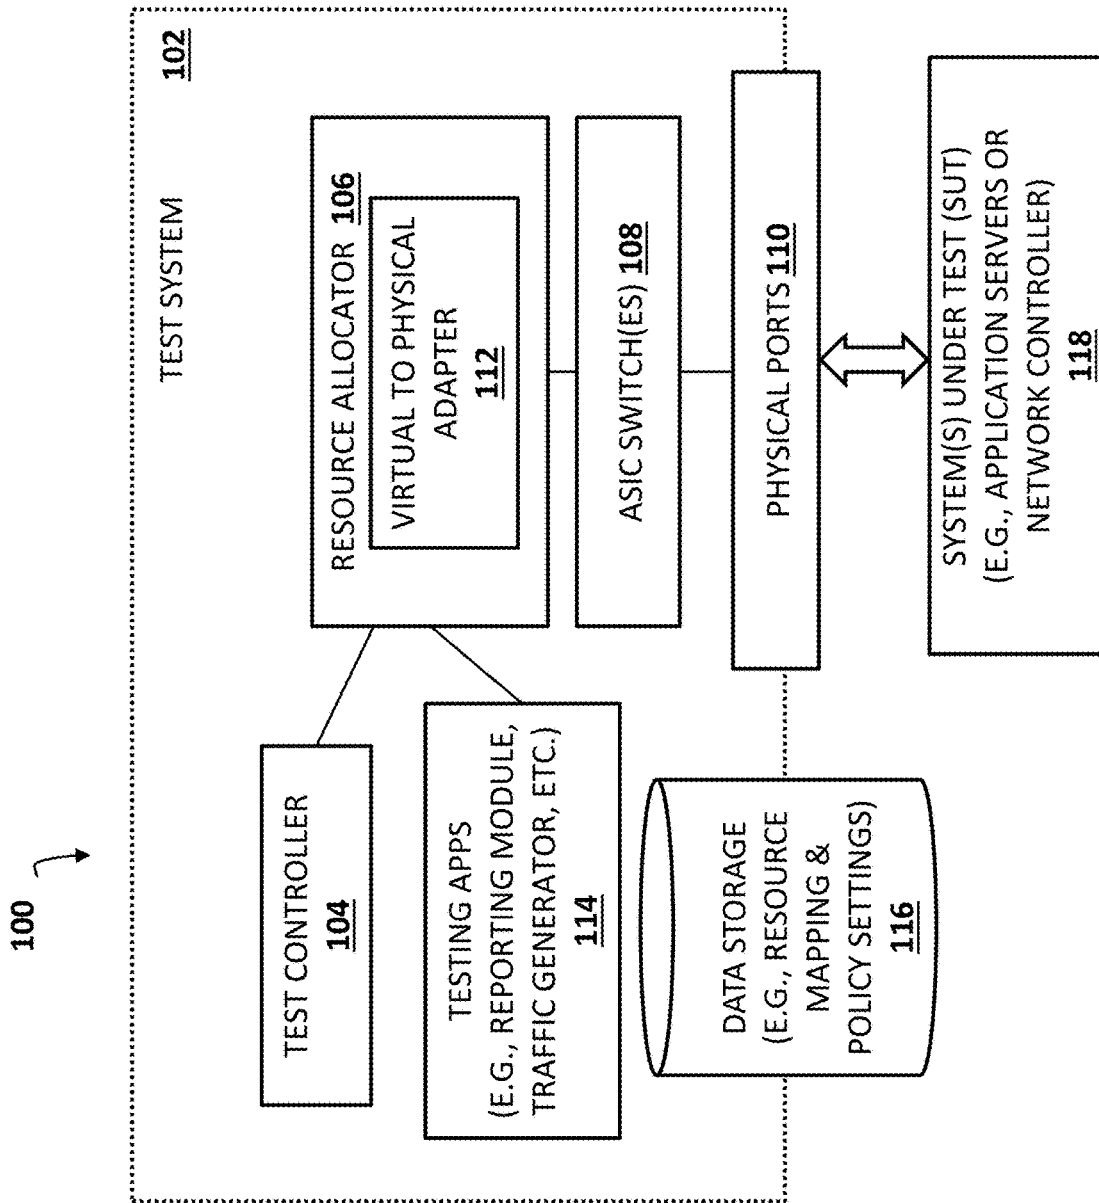 100
TEST SYSTEM
102
TEST CONTROLLER
104
RESOURCE ALLOCATOR 106
VIRTUAL TO PHYSICAL
ADAPTER
112
TESTING APPS
(E.G., REPORTING MODULE,
TRAFFIC GENERATOR, ETC.)
114
ASIC SWITCH(ES) 108
DATA STORAGE
(E.G., RESOURCE
MAPPING &
POLICY SETTINGS)
116
PHYSICAL PORTS 110
SYSTEM(S) UNDER TEST (SUT)
(E.G., APPLICATION SERVERS OR
NETWORK CONTROLLER)
118